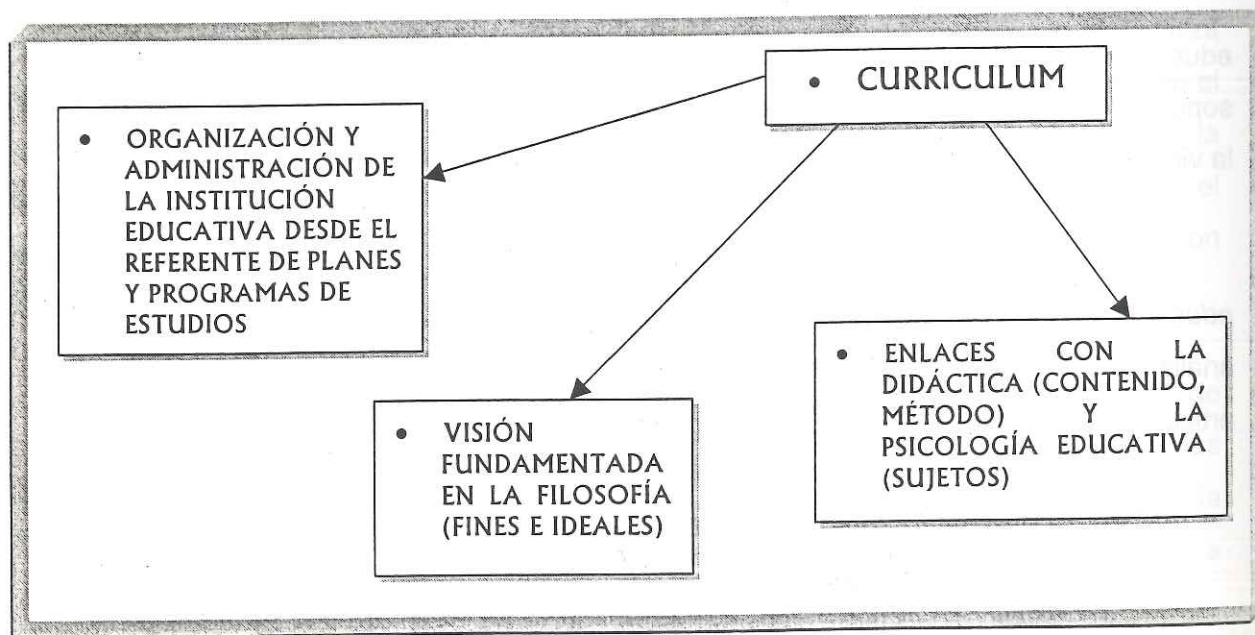 • CURRICULUM
• ORGANIZACIÓN Y
ADMINISTRACIÓN DE
LA INSTITUCIÓN
EDUCATIVA DESDE EL
REFERENTE DE PLANES
Y PROGRAMAS DE
ESTUDIOS
• VISIÓN
FUNDAMENTADA
EN LA FILOSOFÍA
(FINES E IDEALES)
• ENLACES CON LA
DIDÁCTICA (CONTENIDO,
MÉTODO) Y LA
PSICOLOGÍA EDUCATIVA
(SUJETOS)